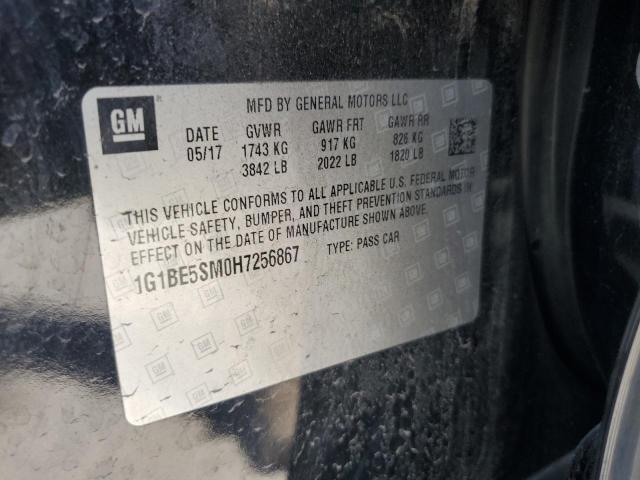 GM
MFD BY GENERAL MOTORS LLC
DATE GVWR GAWR FRT GAWR RR
05/17 1743 KG 917 KG 826 KG
3842 LB 2022 LB 1820 LB
THIS VEHICLE CONFORMS TO ALL APPLICABLE U.S. FEDERAL MOTOR
VEHICLE SAFETY, BUMPER, AND THEFT PREVENTION STANDARDS IN
EFFECT ON THE DATE OF MANUFACTURE SHOWN ABOVE.
1G1BE5SM0H7256867 TYPE: PASS CAR